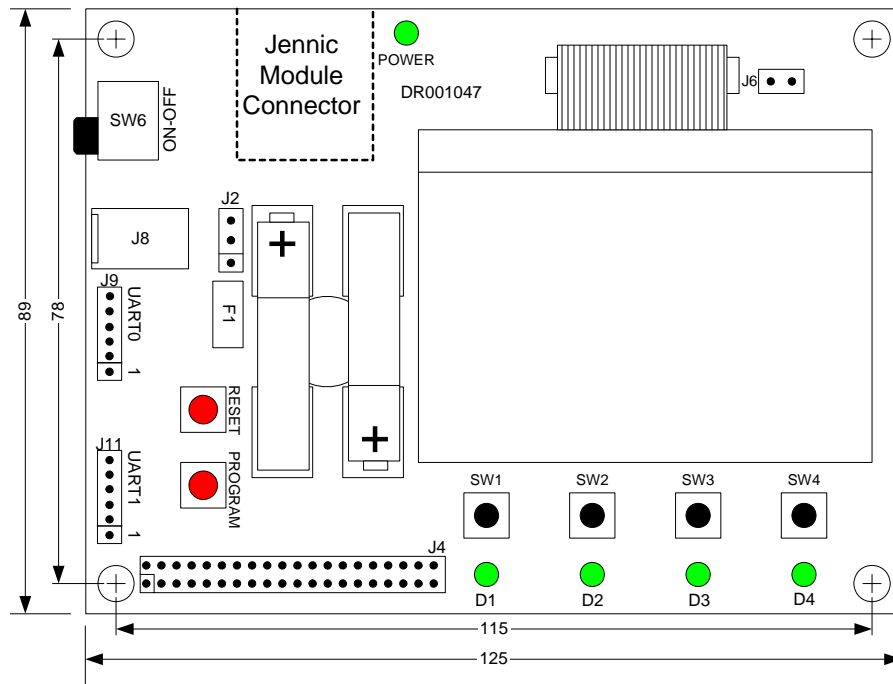 Jennic
Module
Connector
POWER
DR001047
J6
SW6
ON-OFF
J2
J8
J9
UART0
1
F1
+
+
89
78
RESET
J11
UART1
1
PROGRAM
J4
SW1
SW2
SW3
SW4
D1
D2
D3
D4
115
125